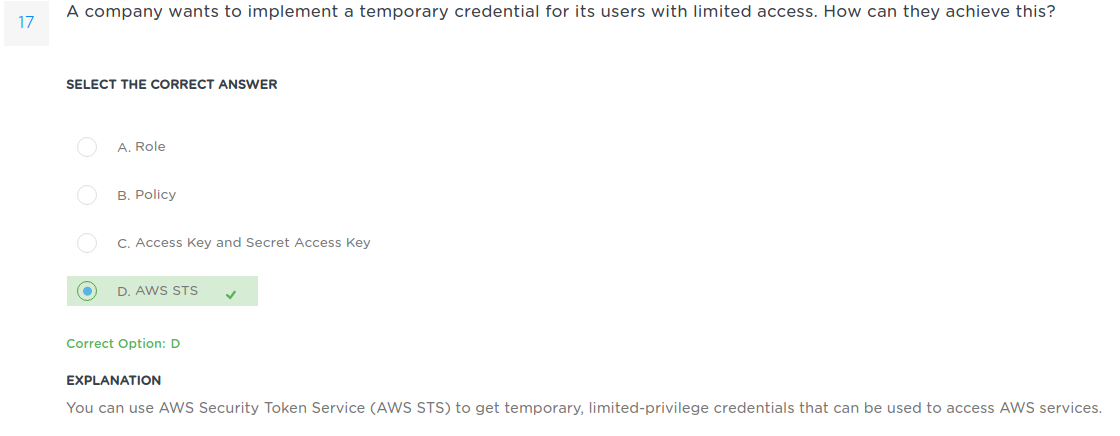 17
A company wants to implement a temporary credential for its users with limited access. How can they achieve this?
SELECT THE CORRECT ANSWER
A. Role
B. Policy
C. Access Key and Secret Access Key
D. AWS STS
Correct Option: D
EXPLANATION
You can use AWS Security Token Service (AWS STS) to get temporary, limited-privilege credentials that can be used to access AWS services.